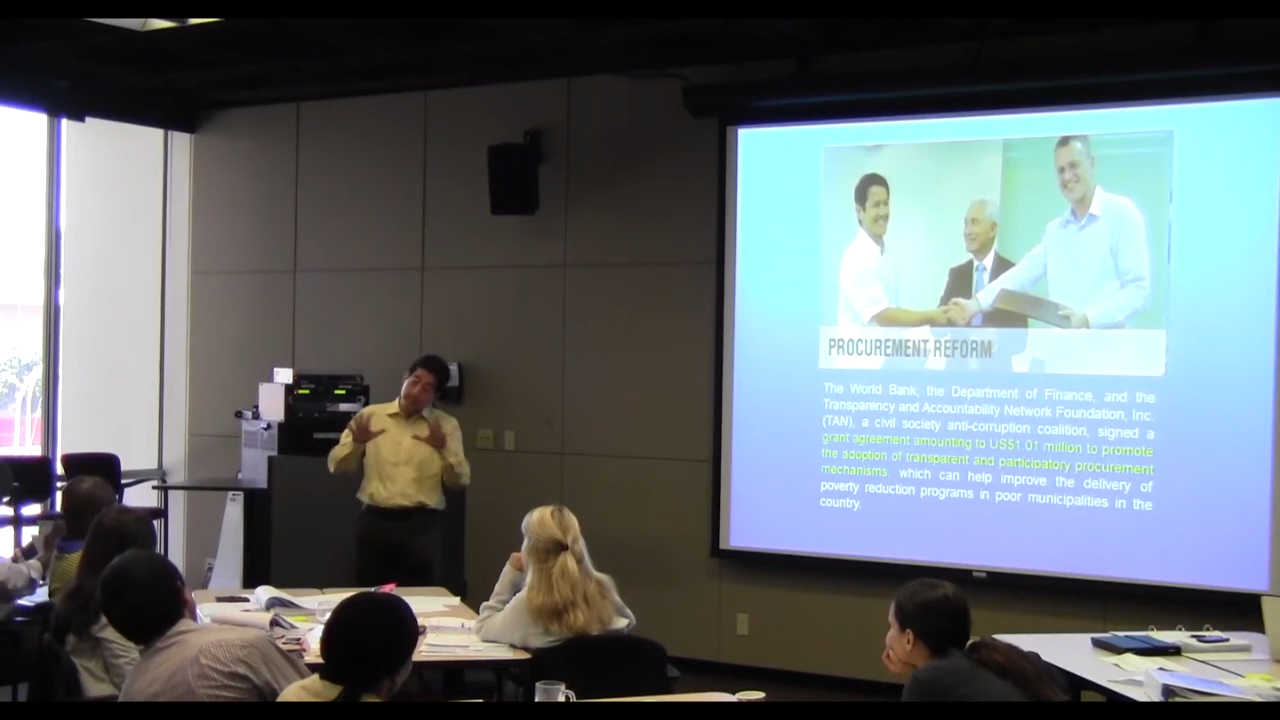 PROCUREMENT REFORM
The World Bank, the Department of Finance, and the
Transparency and Accountability Network Foundation, Inc.
(TAN), a civil society anti-corruption coalition, signed a
grant agreement amounting to US$1.01 million to promote
the adoption of transparent and participatory procurement
mechanisms, which can help improve the delivery of
poverty reduction programs in poor municipalities in the
country.